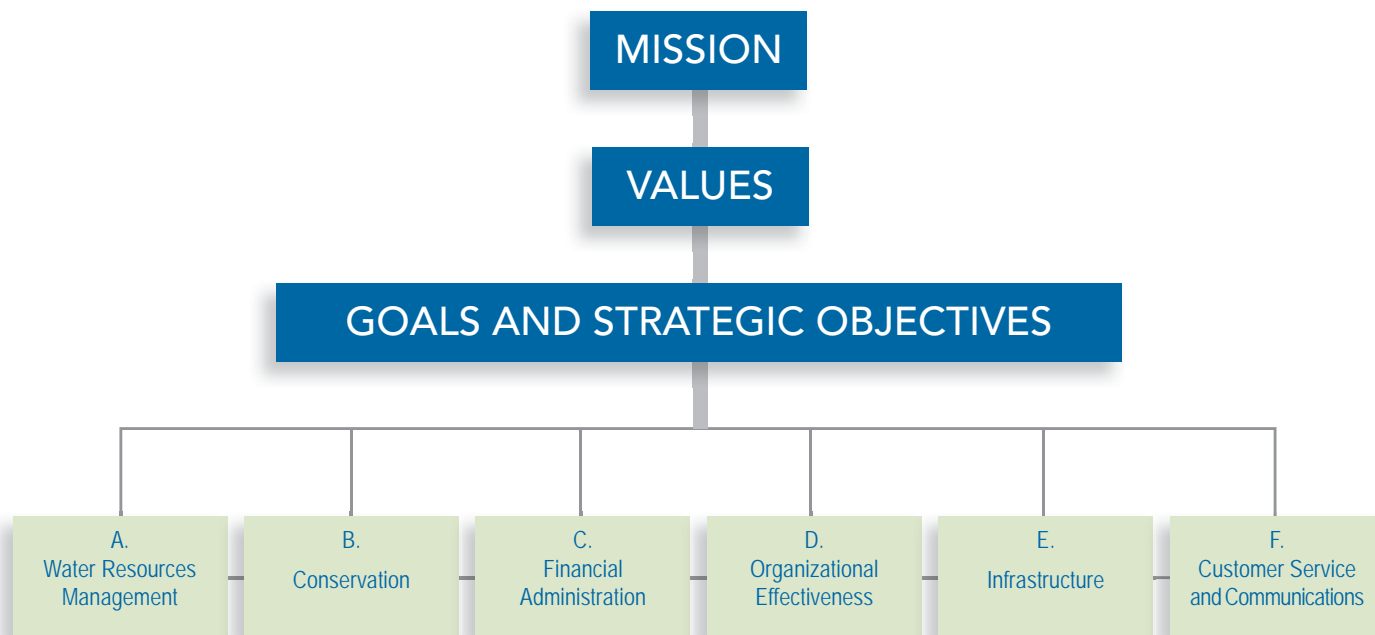 MISSION
VALUES
GOALS AND STRATEGIC OBJECTIVES
A.
Water Resources
Management
B.
Conservation
C.
Financial
Administration
D.
Organizational
Effectiveness
E.
Infrastructure
F.
Customer Service
and Communications